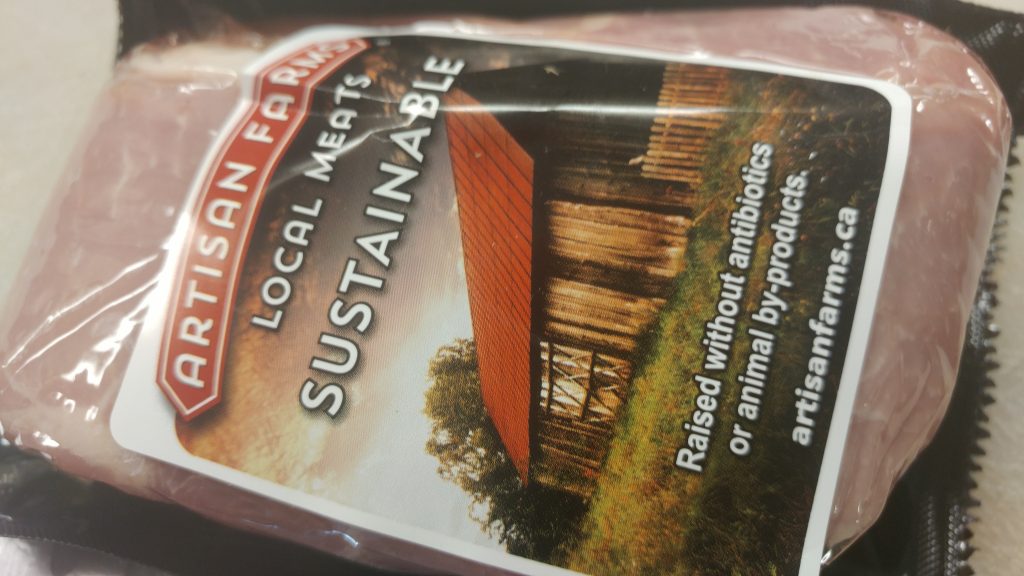 ARTISAN FARMS
LOCAL MEATS
SUSTAINABLE
Raised without antibiotics
or animal by-products.
artisanfarms.ca